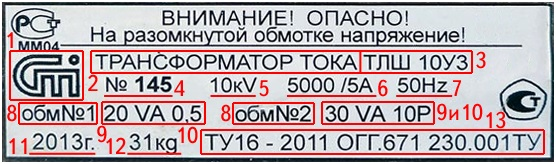 ВНИМАНИЕ! ОПАСНО!
На разомкнутой обмотке напряжение!
РСТ
1 ММ04
2 ТРАНСФОРМАТОР ТОКА ТЛШ 10У3 3
№ 145 4 10kV 5 5000 /5A 6 50Hz 7
8 обм№1 20 VA 0,5 8 обм№2 30 VA 10Р 9и10 13
11 2013г. 9 12 31kg 10 ТУ16 - 2011 ОГГ.671 230.001ТУ